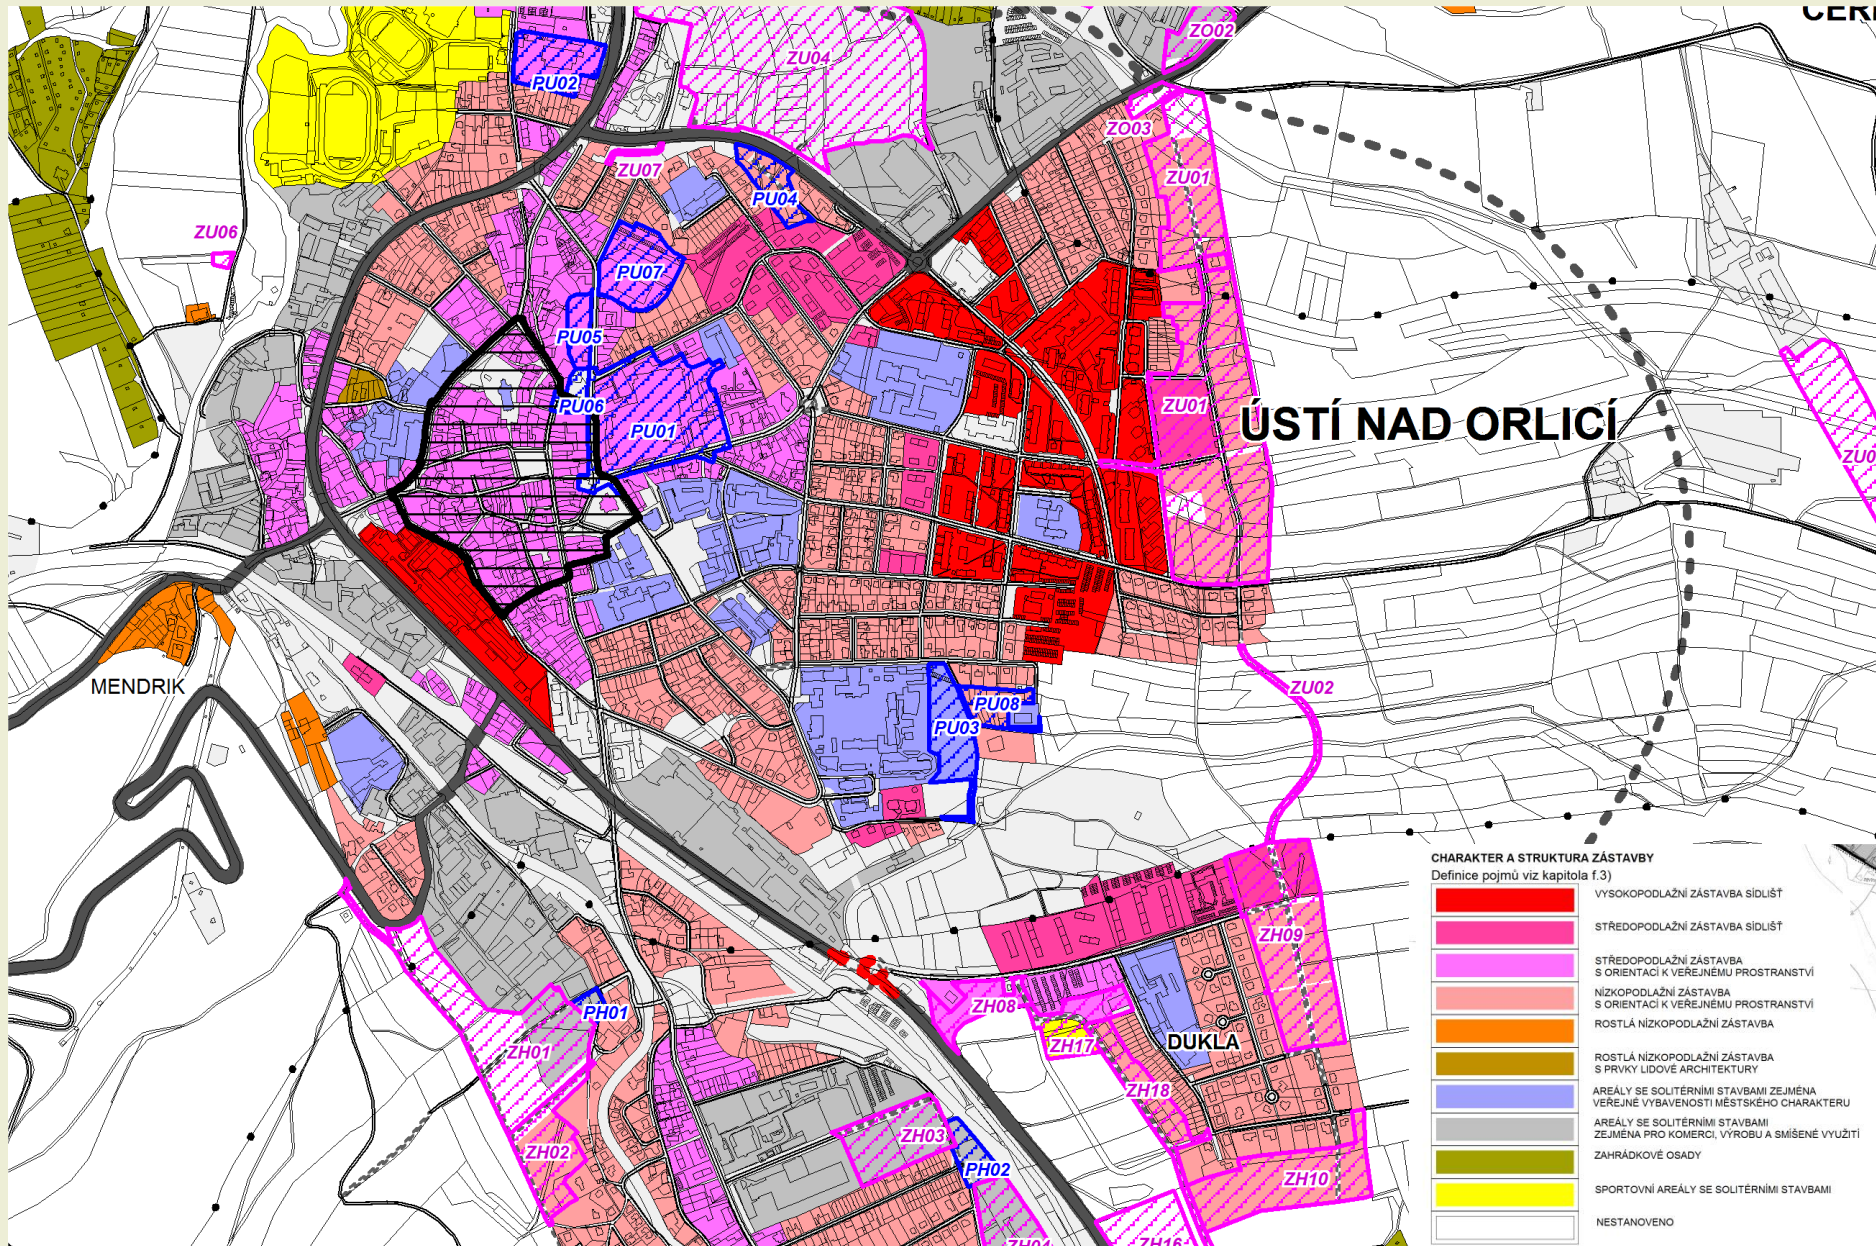 ČER
ZO02
ZU04
PU02
ZO03
ZU07
ZU01
PU04
ZU06
PU07
PU05
PU06
ZU01
PU01
ÚSTÍ NAD ORLICÍ
ZU0
MENDRIK
ZU02
PU08
PU03
CHARAKTER A STRUKTURA ZÁSTAVBY
Definice pojmů viz kapitola f.3)
VYSOKOPODLAŽNÍ ZÁSTAVBA SÍDLIŠŤ
STŘEDOPODLAŽNÍ ZÁSTAVBA SÍDLIŠŤ
STŘEDOPODLAŽNÍ ZÁSTAVBA
S ORIENTACÍ K VEŘEJNÉMU PROSTRANSTVÍ
NÍZKOPODLAŽNÍ ZÁSTAVBA
S ORIENTACÍ K VEŘEJNÉMU PROSTRANSTVÍ
ROSTLÁ NÍZKOPODLAŽNÍ ZÁSTAVBA
ROSTLÁ NÍZKOPODLAŽNÍ ZÁSTAVBA
S PRVKY LIDOVÉ ARCHITEKTURY
AREÁLY SE SOLITÉRNÍMI STAVBAMI ZEJMÉNA
VEŘEJNÉ VYBAVENOSTI MĚSTSKÉHO CHARAKTERU
AREÁLY SE SOLITÉRNÍMI STAVBAMI
ZEJMÉNA PRO KOMERCI, VÝROBU A SMÍŠENÉ VYUŽITÍ
ZAHRÁDKOVÉ OSADY
SPORTOVNÍ AREÁLY SE SOLITÉRNÍMI STAVBAMI
NESTANOVENO
ZH09
ZH08
PH01
ZH17
DUKLA
ZH01
ZH18
ZH03
ZH02
PH02
ZH10
ZH04
ZH16